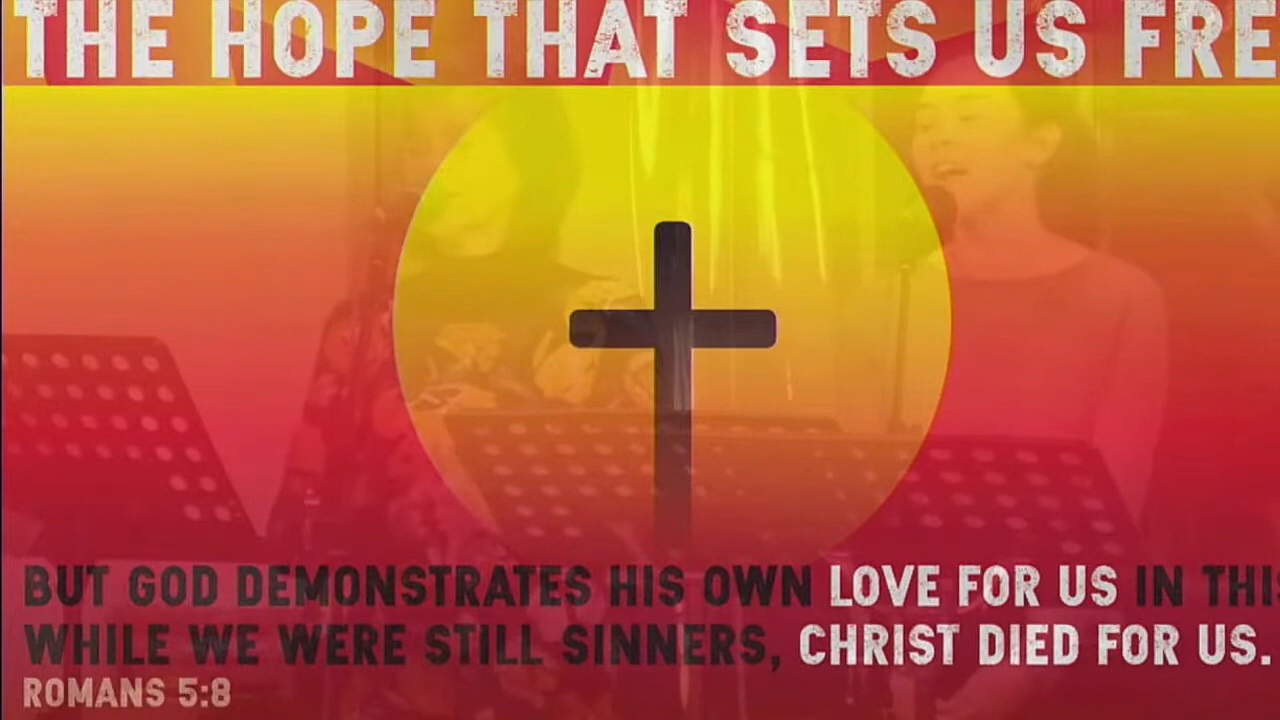 THE HOPE THAT SETS US FRE
BUT GOD DEMONSTRATES HIS OWN LOVE FOR US IN THIS
WHILE WE WERE STILL SINNERS, CHRIST DIED FOR US.
ROMANS 5:8